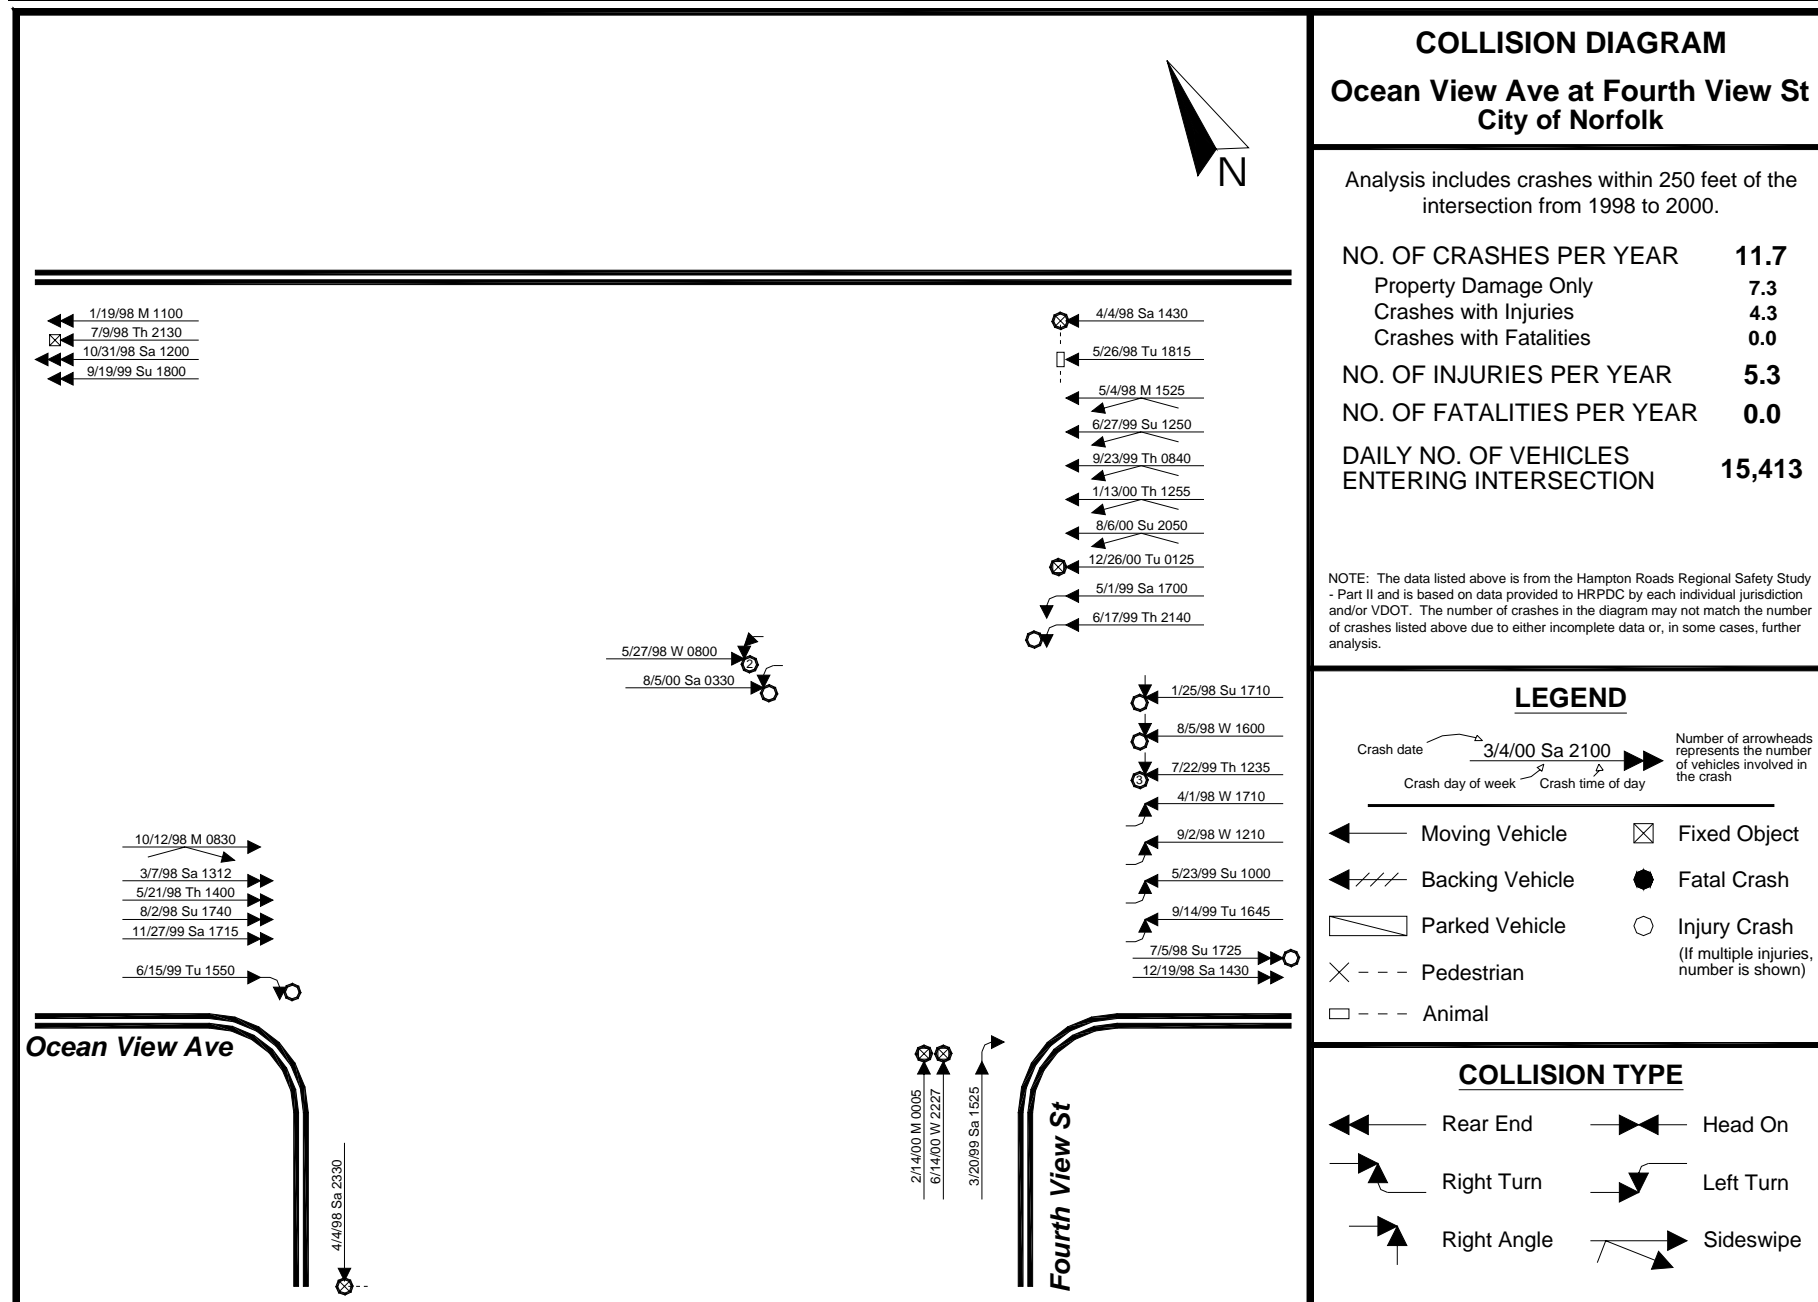 N
1/19/98 M 1100
7/9/98 Th 2130
10/31/98 Sa 1200
9/19/99 Su 1800
4/4/98 Sa 1430
5/26/98 Tu 1815
5/4/98 M 1525
6/27/99 Su 1250
9/23/99 Th 0840
1/13/00 Th 1255
8/6/00 Su 2050
12/26/00 Tu 0125
5/1/99 Sa 1700
6/17/99 Th 2140
5/27/98 W 0800
2
8/5/00 Sa 0330
1/25/98 Su 1710
8/5/98 W 1600
7/22/99 Th 1235
3
4/1/98 W 1710
9/2/98 W 1210
5/23/99 Su 1000
9/14/99 Tu 1645
7/5/98 Su 1725
12/19/98 Sa 1430
10/12/98 M 0830
3/7/98 Sa 1312
5/21/98 Th 1400
8/2/98 Su 1740
11/27/99 Sa 1715
6/15/99 Tu 1550
Ocean View Ave
4/4/98 Sa 2330
2/14/00 M 0005
6/14/00 W 2227
3/20/99 Sa 1525
Fourth View St
COLLISION DIAGRAM
Ocean View Ave at Fourth View St
City of Norfolk
Analysis includes crashes within 250 feet of the
intersection from 1998 to 2000.
NO. OF CRASHES PER YEAR 11.7
Property Damage Only 7.3
Crashes with Injuries 4.3
Crashes with Fatalities 0.0
NO. OF INJURIES PER YEAR 5.3
NO. OF FATALITIES PER YEAR 0.0
DAILY NO. OF VEHICLES
ENTERING INTERSECTION 15,413
NOTE: The data listed above is from the Hampton Roads Regional Safety Study
- Part II and is based on data provided to HRPDC by each individual jurisdiction
and/or VDOT. The number of crashes in the diagram may not match the number
of crashes listed above due to either incomplete data or, in some cases, further
analysis.
LEGEND
Crash date
3/4/00 Sa 2100
Crash day of week
Crash time of day
Number of arrowheads
represents the number
of vehicles involved in
the crash
Moving Vehicle
Fixed Object
Backing Vehicle
Fatal Crash
Parked Vehicle
Injury Crash
(If multiple injuries,
number is shown)
Pedestrian
Animal
COLLISION TYPE
Rear End
Head On
Right Turn
Left Turn
Right Angle
Sideswipe